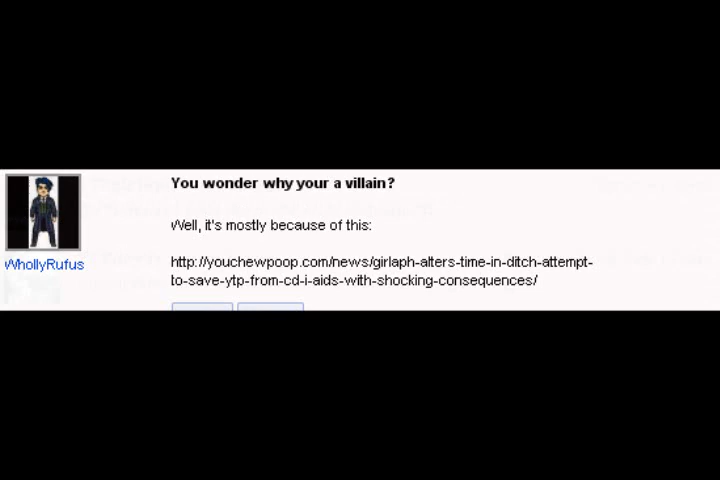 You wonder why your a villain?
Well, it's mostly because of this:
http://youchewpoop.com/news/girlaph-alters-time-in-ditch-attempt-
to-save-ytp-from-cd-i-aids-with-shocking-consequences/
WhollyRufus